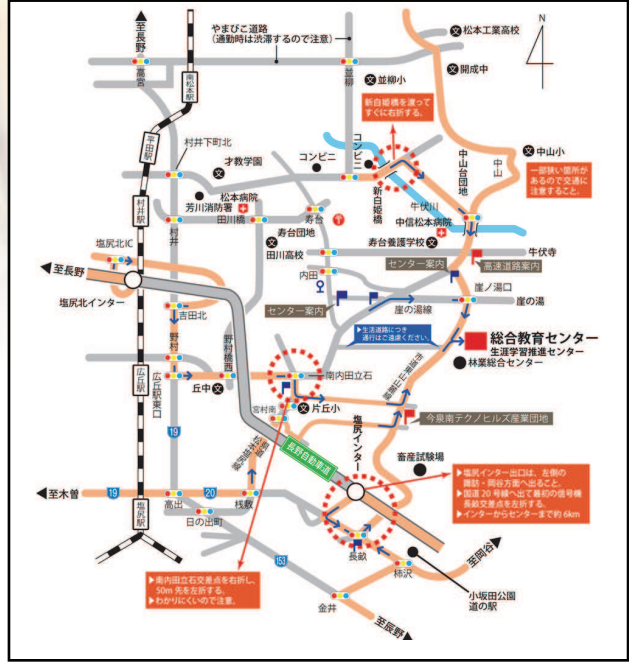 やまびこ道路
(通勤時は渋滞するので注意)
至長野
高宮
南松本駅
並柳
並柳小
松本工業高校
開成中
N
新白姫橋を渡って
すぐに右折する。
平田駅
村井下町北
才教学園
コンビニ
コンビニ
新白姫橋
中山台団地
中山
中山小
一部狭い箇所が
あるので交通に
注意すること。
村井駅
芳川消防署
松本病院
村井
田川橋
寿台
寿台団地
牛伏川
中信松本病院
寿台養護学校
牛伏寺
塩尻北IC
至長野
塩尻北インター
田川高校
内田
センター案内
高速道路案内
センター案内
崖の湯線
崖ノ湯口
崖の湯
吉田北
▶生活道路につき
通行はご遠慮ください。
総合教育センター
生涯学習推進センター
林業総合センター
野村
野村橋西
広丘駅
広丘駅東口
丘中
南内田立石
宮村南
片丘小
市道東山山麓線
今泉南テクノヒルズ産業団地
19
長野自動車道
塩尻インター
畜産試験場
▶塩尻インター出口は、左側の
諏訪・岡谷方面へ出ること。
▶国道20号線へ出て最初の信号機
長畝交差点を左折する。
▶インターからセンターまで約6km
至木曽
19
20
塩尻駅
高出
桟敷
日の出町
長畝
柿沢
至岡谷
153
▶南内田立石交差点を右折し、
50m先を左折する。
▶わかりにくいので注意。
金井
至辰野
小坂田公園
道の駅